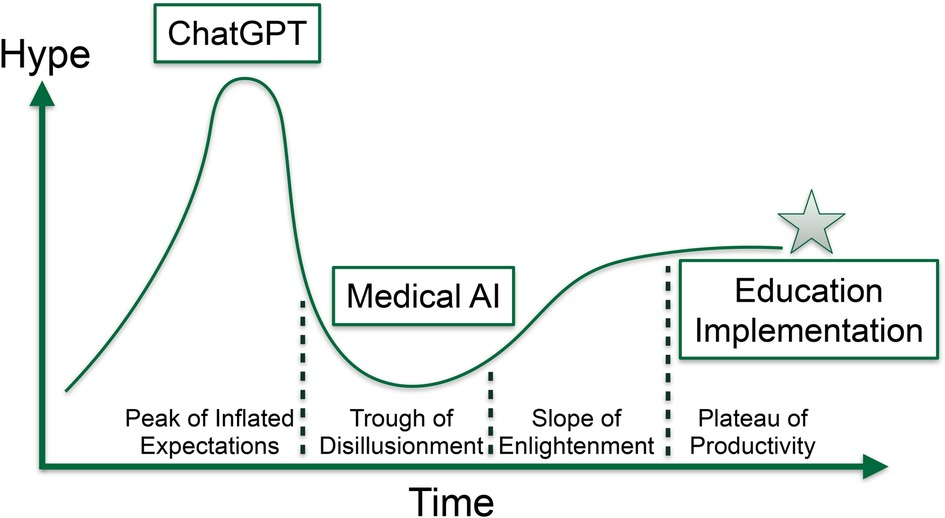 ChatGPT
Hype
Medical AI
Education
Implementation
Peak of Inflated
Expectations
Trough of
Disillusionment
Slope of
Enlightenment
Plateau of
Productivity
Time